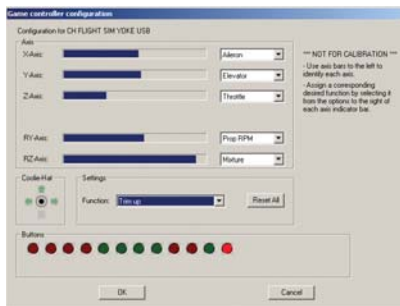 Game controller configuration
Configuration for CH FLIGHT SIM YOKE USB
Axis
X-Axis:
Aileron
Y-Axis:
Elevator
Z-Axis:
Throttle
RY-Axis:
Prop RPM
RZ-Axis:
Mixture
*** NOT FOR CALIBRATION ***
- Use axis bars to the left to
identify each axis.
- Assign a corresponding
desired function by selecting it
from the options to the right of
each axis indicator bar.
Coolie-Hat
Settings
Function:
Trim up
Reset All
Buttons
OK
Cancel